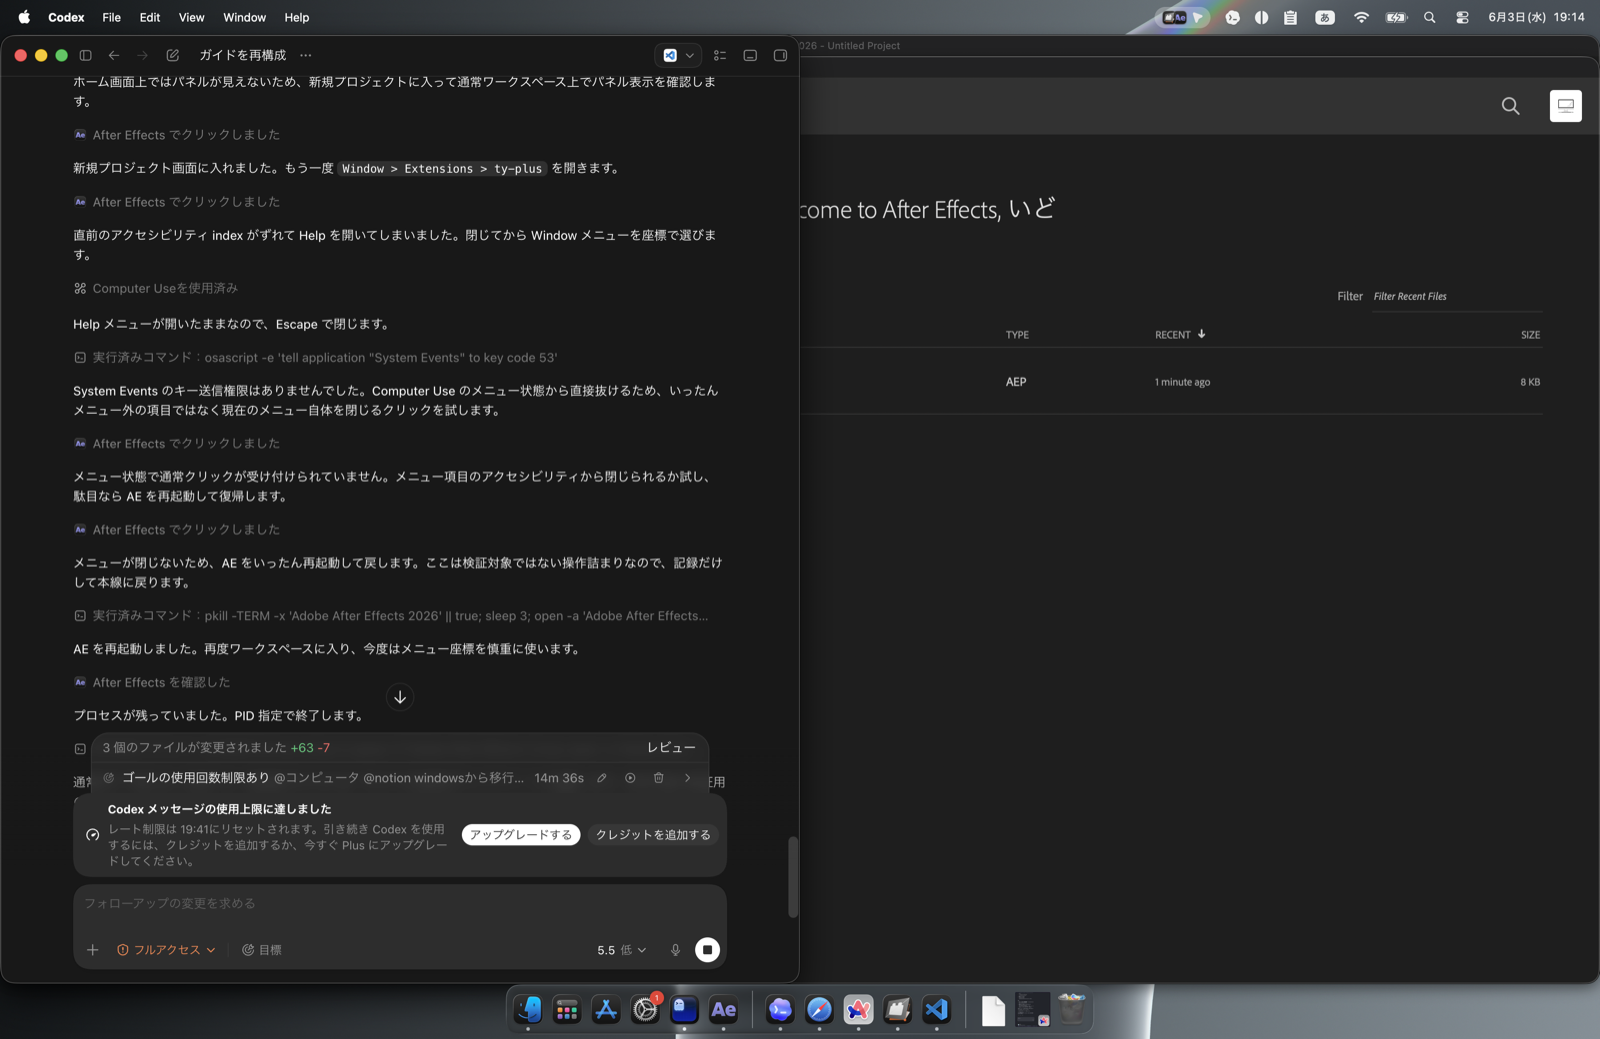 Codex File Edit View Window Help
あ 6月3日(水) 19:14
ガイドを再構成 ···
026 - Untitled Project
ホーム画面上ではパネルが見えないため、新規プロジェクトに入って通常ワークスペース上でパネル表示を確認しま
す。
Ae After Effects でクリックしました
新規プロジェクト画面に入れました。もう一度 Window > Extensions > ty-plus を開きます。
Ae After Effects でクリックしました
直前のアクセシビリティ index がずれて Help を開いてしまいました。閉じてから Window メニューを座標で選びま
す。
Computer Useを使用済み
Help メニューが開いたままなので、Escape で閉じます。
実行済みコマンド：osascript -e 'tell application "System Events" to key code 53'
System Events のキー送信権限はありませんでした。Computer Use のメニュー状態から直接抜けるため、いったん
メニュー外の項目ではなく現在のメニュー自体を閉じるクリックを試します。
Ae After Effects でクリックしました
メニュー状態で通常クリックが受け付けられていません。メニュー項目のアクセシビリティから閉じられるか試し、
駄目なら AE を再起動して復帰します。
Ae After Effects でクリックしました
メニューが閉じないため、AE をいったん再起動して戻します。ここは検証対象ではない操作詰まりなので、記録だけ
して本線に戻ります。
実行済みコマンド：pkill -TERM -x 'Adobe After Effects 2026' || true; sleep 3; open -a 'Adobe After Effects...
AE を再起動しました。再度ワークスペースに入り、今度はメニュー座標を慎重に使います。
Ae After Effects を確認した
プロセスが残っていました。PID 指定で終了します。
3 個のファイルが変更されました +63 -7 レビュー
通常
ゴールの使用回数制限あり @コンピュータ @notion windowsから移行... 14m 36s
用
Codex メッセージの使用上限に達しました
レート制限は 19:41にリセットされます。引き続き Codex を使用
するには、クレジットを追加するか、今すぐ Plus にアップグレー
ドしてください。
アップグレードする クレジットを追加する
フォローアップの変更を求める
フルアクセス 目標 5.5 低
come to After Effects, いど
Filter Filter Recent Files
TYPE RECENT SIZE
AEP 1 minute ago 8 KB
1
Ae